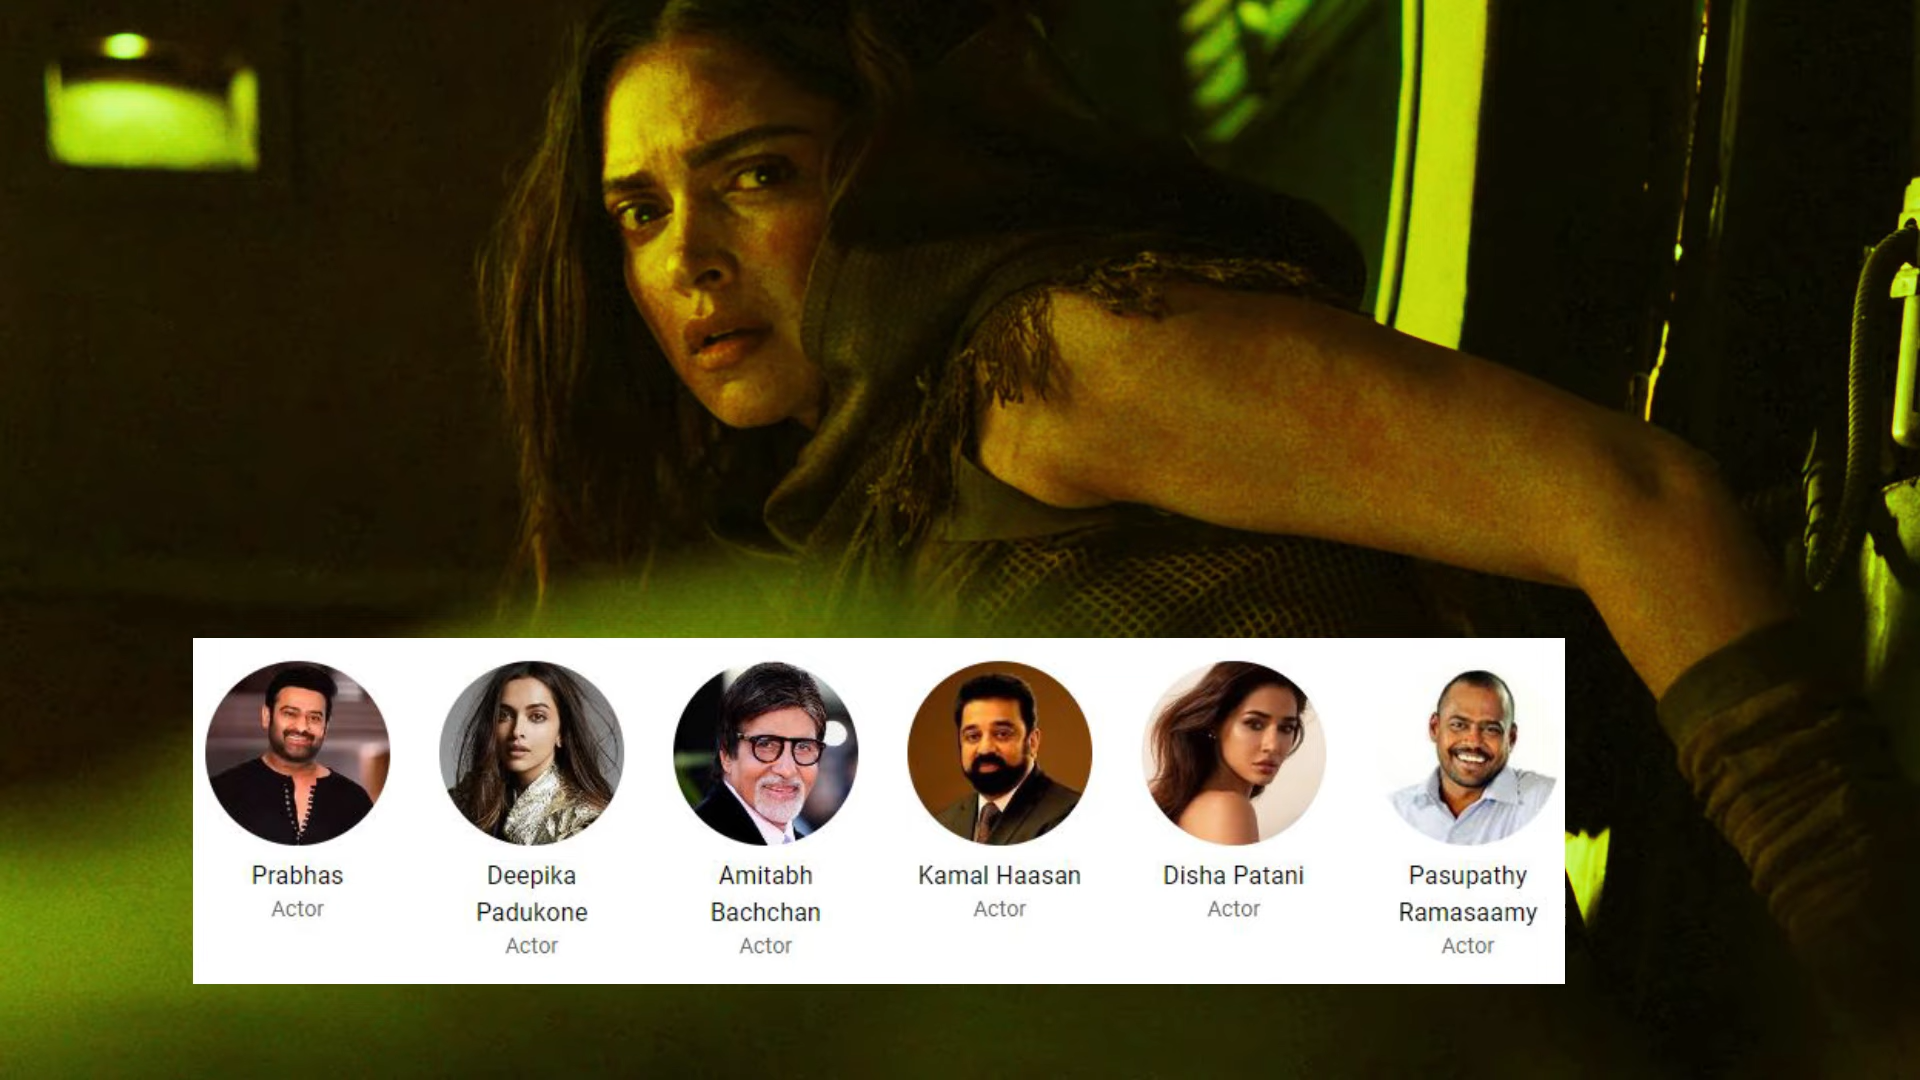 Prabhas
Actor
Deepika
Padukone
Actor
Amitabh
Bachchan
Actor
Kamal Haasan
Actor
Disha Patani
Actor
Pasupathy
Ramasaamy
Actor